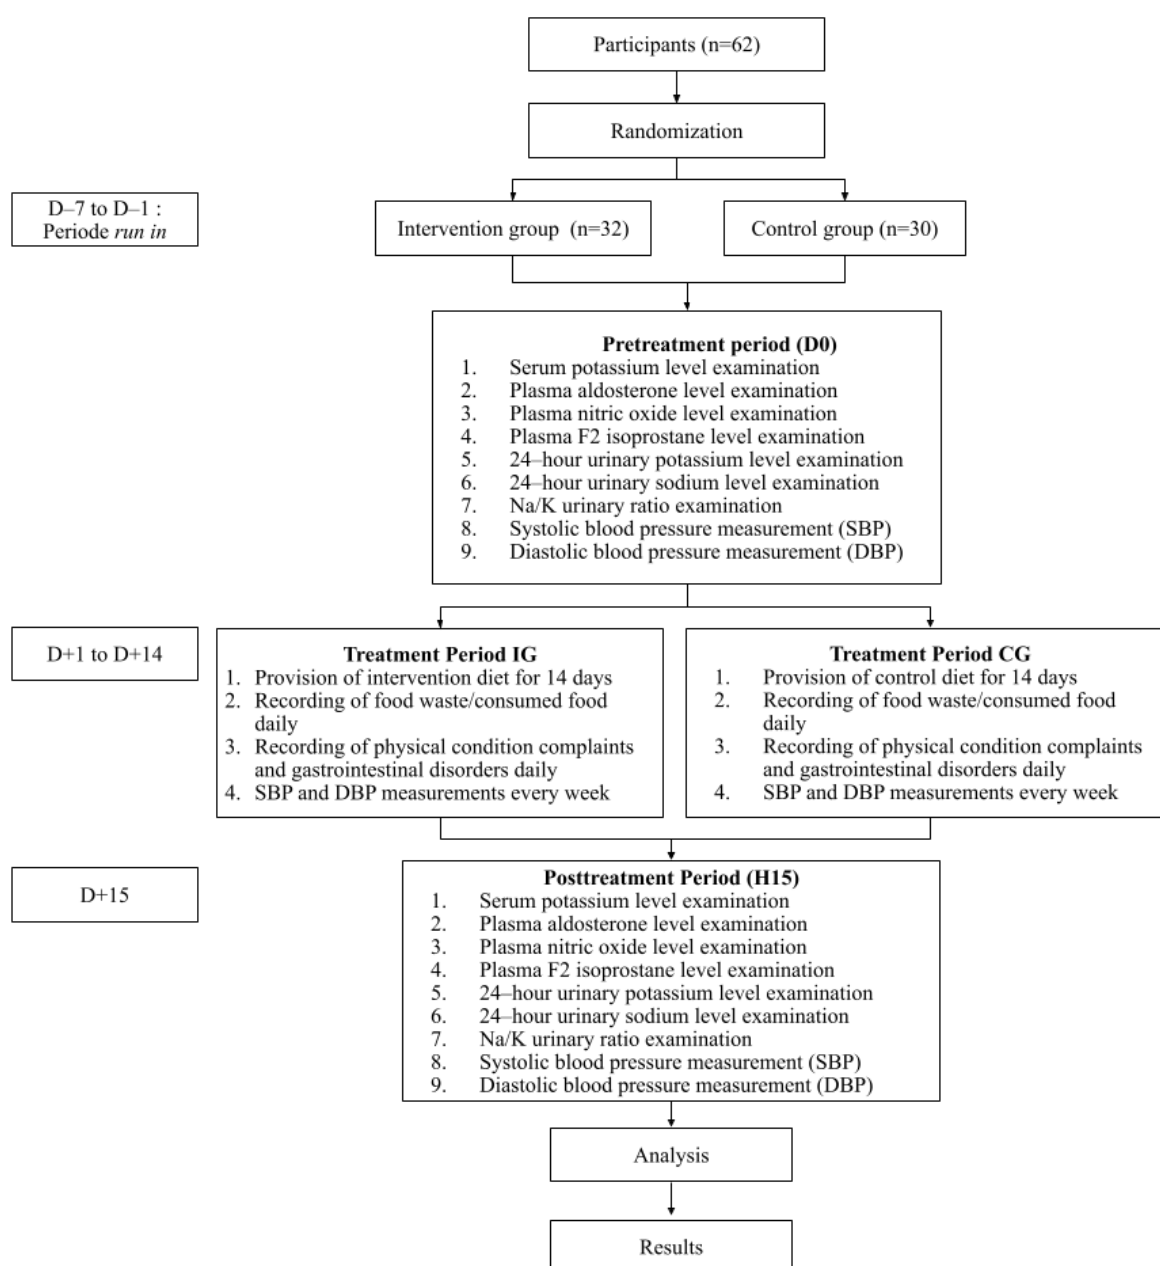 Participants (n=62)
Randomization
D–7 to D–1 :
Periode run in
Intervention group (n=32)
Control group (n=30)
Pretreatment period (D0)
1. Serum potassium level examination
2. Plasma aldosterone level examination
3. Plasma nitric oxide level examination
4. Plasma F2 isoprostane level examination
5. 24–hour urinary potassium level examination
6. 24–hour urinary sodium level examination
7. Na/K urinary ratio examination
8. Systolic blood pressure measurement (SBP)
9. Diastolic blood pressure measurement (DBP)
D+1 to D+14
Treatment Period IG
1. Provision of intervention diet for 14 days
2. Recording of food waste/consumed food
daily
3. Recording of physical condition complaints
and gastrointestinal disorders daily
4. SBP and DBP measurements every week
Treatment Period CG
1. Provision of control diet for 14 days
2. Recording of food waste/consumed food
daily
3. Recording of physical condition complaints
and gastrointestinal disorders daily
4. SBP and DBP measurements every week
D+15
Posttreatment Period (H15)
1. Serum potassium level examination
2. Plasma aldosterone level examination
3. Plasma nitric oxide level examination
4. Plasma F2 isoprostane level examination
5. 24–hour urinary potassium level examination
6. 24–hour urinary sodium level examination
7. Na/K urinary ratio examination
8. Systolic blood pressure measurement (SBP)
9. Diastolic blood pressure measurement (DBP)
Analysis
Results